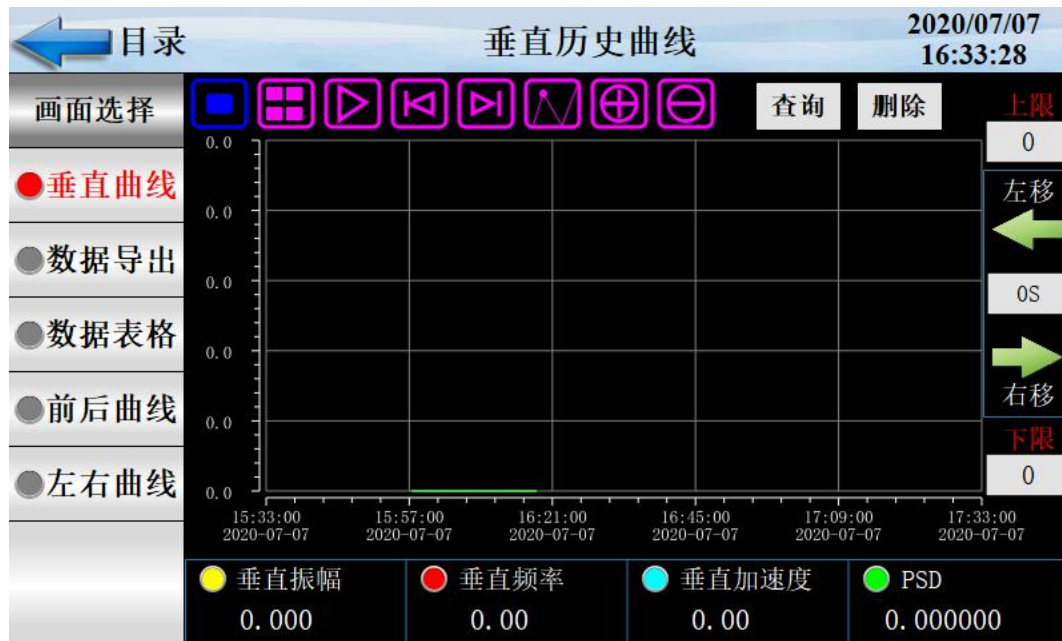 目录
垂直历史曲线
2020/07/07
16:33:28
画面选择
垂直曲线
数据导出
数据表格
前后曲线
左右曲线
查询
删除
上限
0
左移
0S
右移
下限
0
0.0
0.0
0.0
0.0
0.0
0.0
15:33:00 15:57:00 16:21:00 16:45:00 17:09:00 17:33:00
2020-07-07 2020-07-07 2020-07-07 2020-07-07 2020-07-07 2020-07-07
垂直振幅 垂直频率 垂直加速度 PSD
0.000 0.00 0.00 0.000000